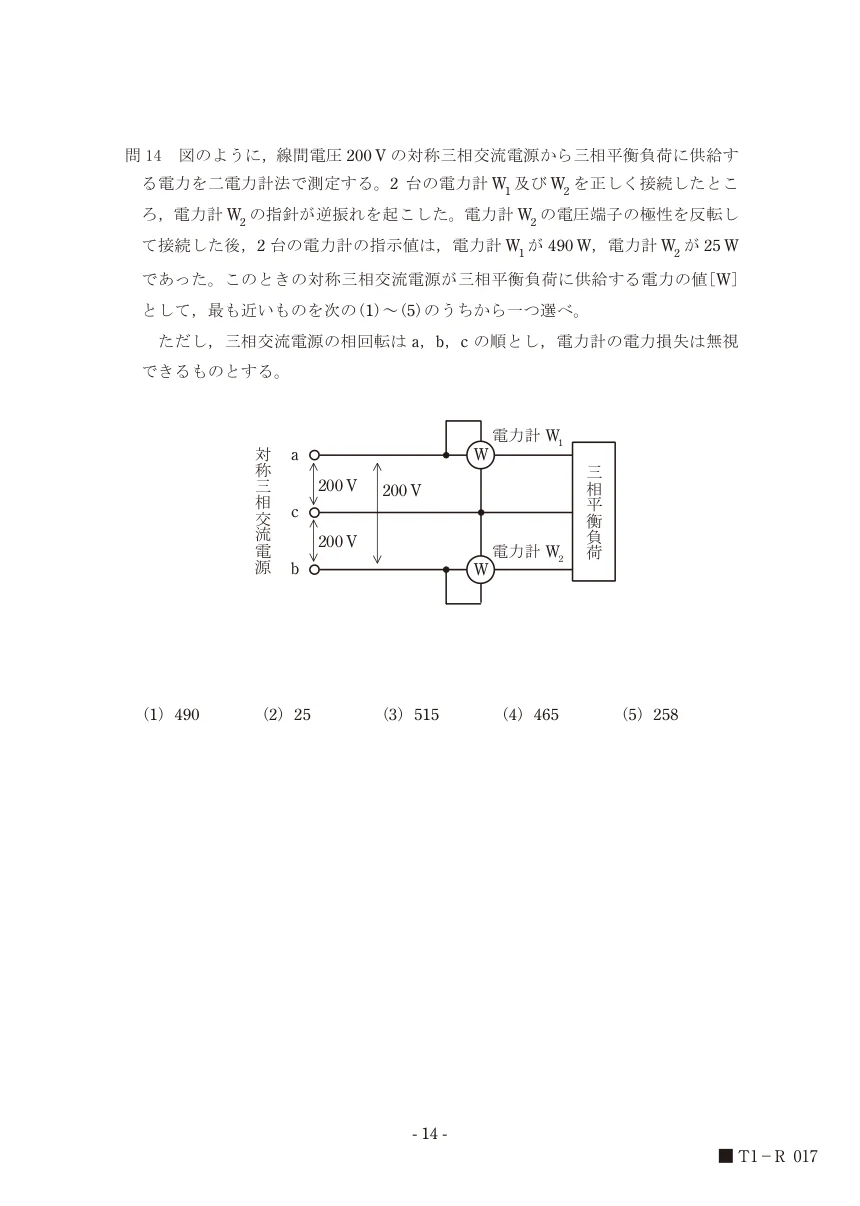 問 14 図のように，線間電圧 200 V の対称三相交流電源から三相平衡負荷に供給す
る電力を二電力計法で測定する。2 台の電力計 W1 及び W2 を正しく接続したとこ
ろ，電力計 W2 の指針が逆振れを起こした。電力計 W2 の電圧端子の極性を反転し
て接続した後，2 台の電力計の指示値は，電力計 W1 が 490 W，電力計 W2 が 25 W
であった。このときの対称三相交流電源が三相平衡負荷に供給する電力の値[W]
として，最も近いものを次の(1)～(5)のうちから一つ選べ。
ただし，三相交流電源の相回転は a，b，c の順とし，電力計の電力損失は無視
できるものとする。
対称三相交流電源
a
c
b
200 V
200 V
200 V
電力計 W1
W
電力計 W2
W
三相平衡負荷
(1) 490 (2) 25 (3) 515 (4) 465 (5) 258
- 14 -
■ T1－R 017